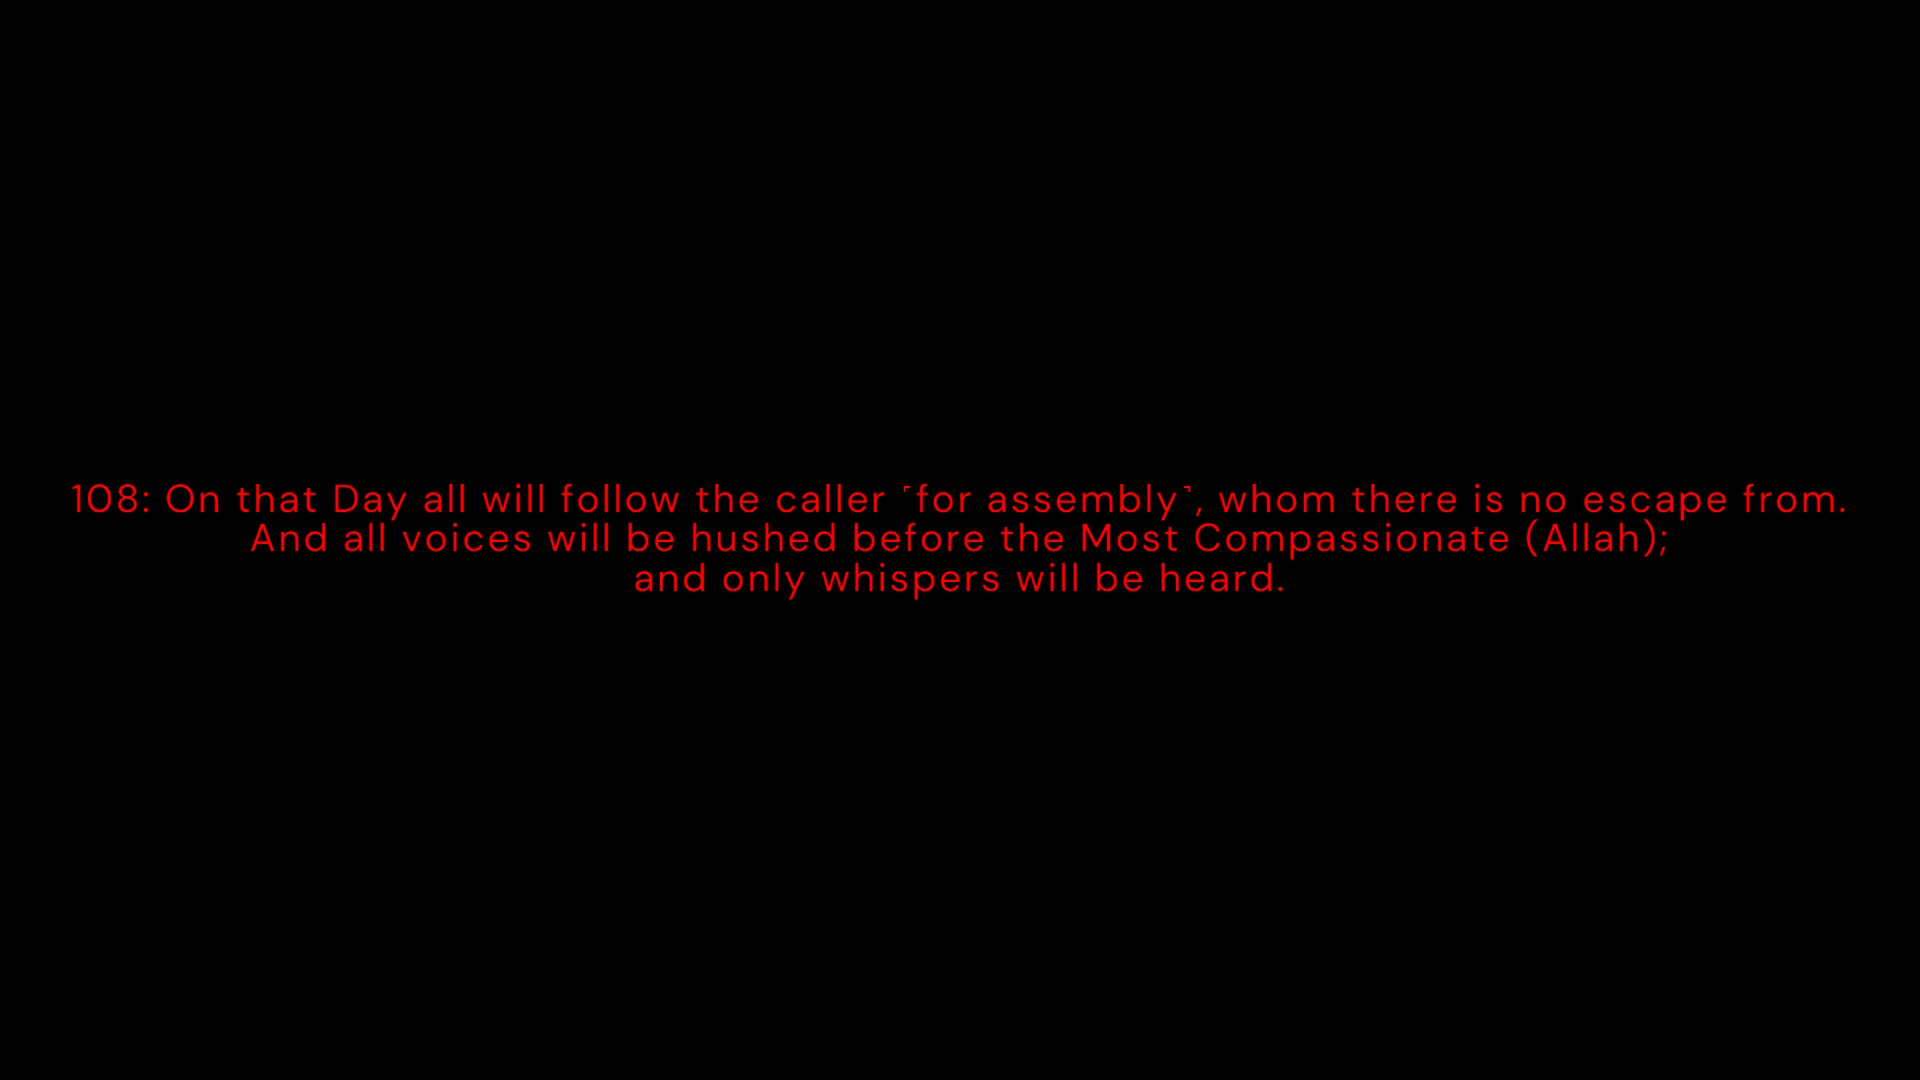 108: On that Day all will follow the caller ˹for assembly˺, whom there is no escape from.
And all voices will be hushed before the Most Compassionate (Allah);
and only whispers will be heard.